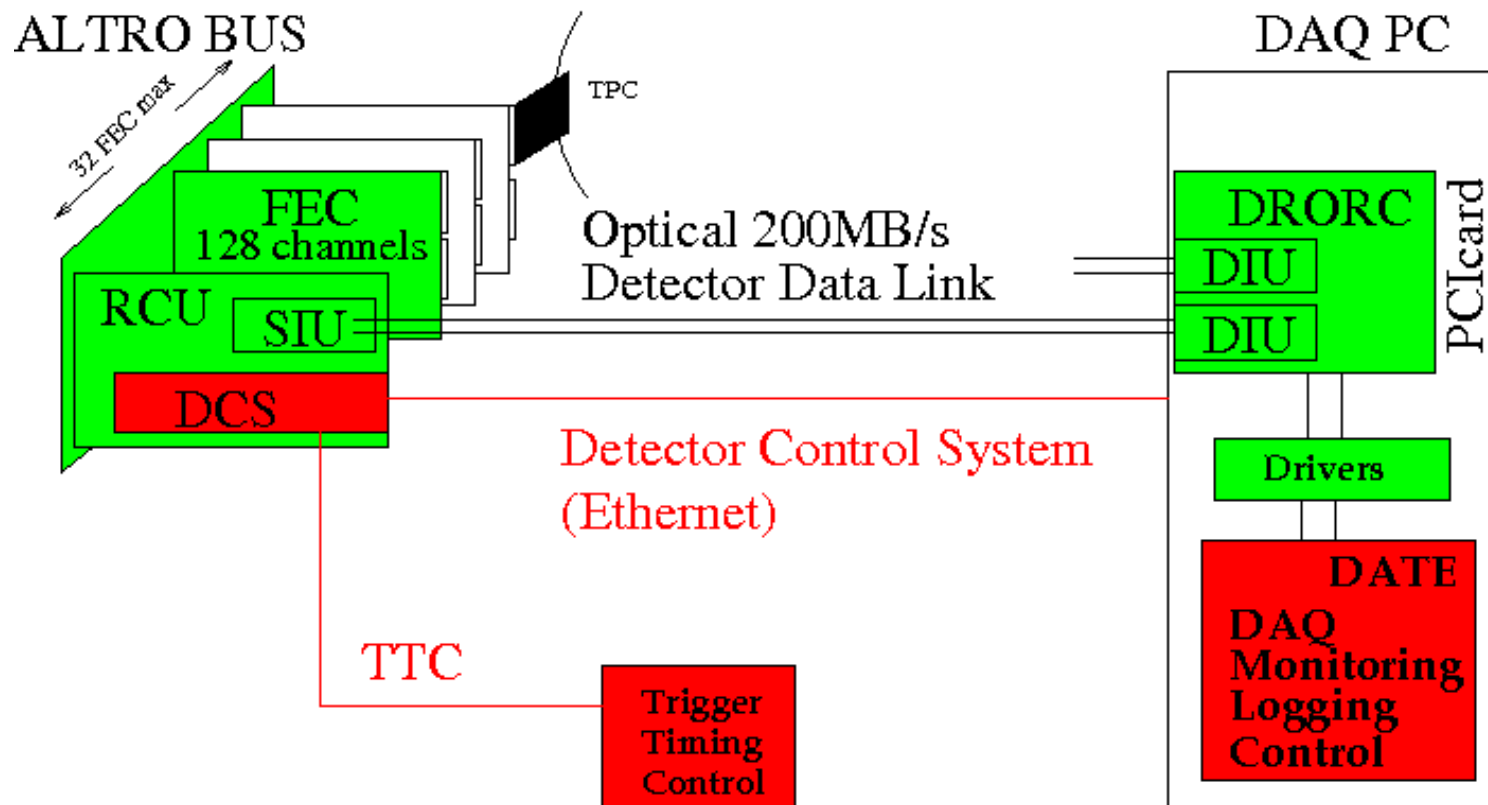 ALTRO BUS
32 FEC max
TPC
DAQ PC
FEC
128 channels
RCU
SIU
DCS
Optical 200MB/s
Detector Data Link
DRORC
DIU
DIU
PCIcard
Detector Control System
(Ethernet)
Drivers
TTC
Trigger
Timing
Control
DATE
DAQ
Monitoring
Logging
Control